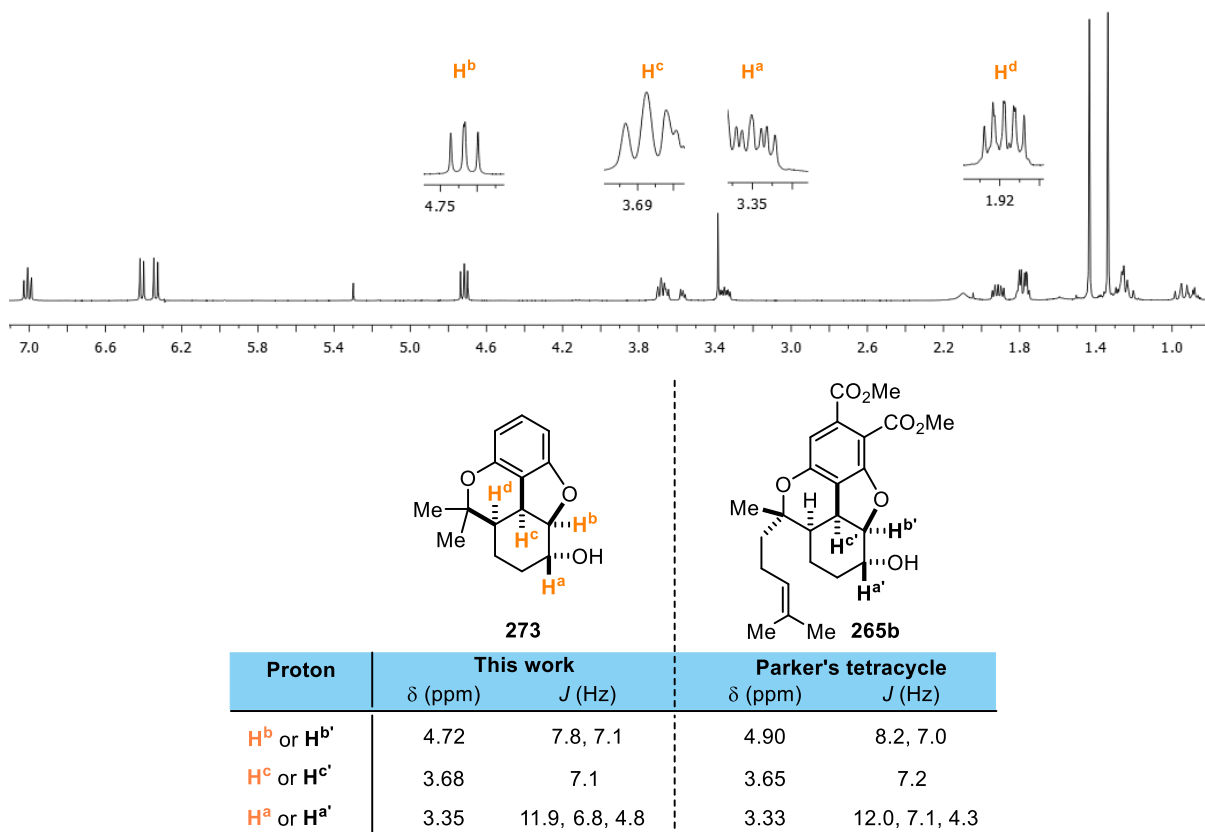 Hᵇ Hᶜ Hᵃ Hᵈ
4.75 3.69 3.35 1.92
7.0 6.6 6.2 5.8 5.4 5.0 4.6 4.2 3.8 3.4 3.0 2.6 2.2 1.8 1.4 1.0
CO₂Me
CO₂Me
O O
Hᵈ
Me Hᵇ
Me Hᶜ
OH
Hᵃ
273
O O
H
Me Hᵇ'
Hᶜ'
OH
Hᵃ'
Me Me
265b
Proton This work Parker's tetracycle
δ (ppm) J (Hz) δ (ppm) J (Hz)
Hᵇ or Hᵇ' 4.72 7.8, 7.1 4.90 8.2, 7.0
Hᶜ or Hᶜ' 3.68 7.1 3.65 7.2
Hᵃ or Hᵃ' 3.35 11.9, 6.8, 4.8 3.33 12.0, 7.1, 4.3